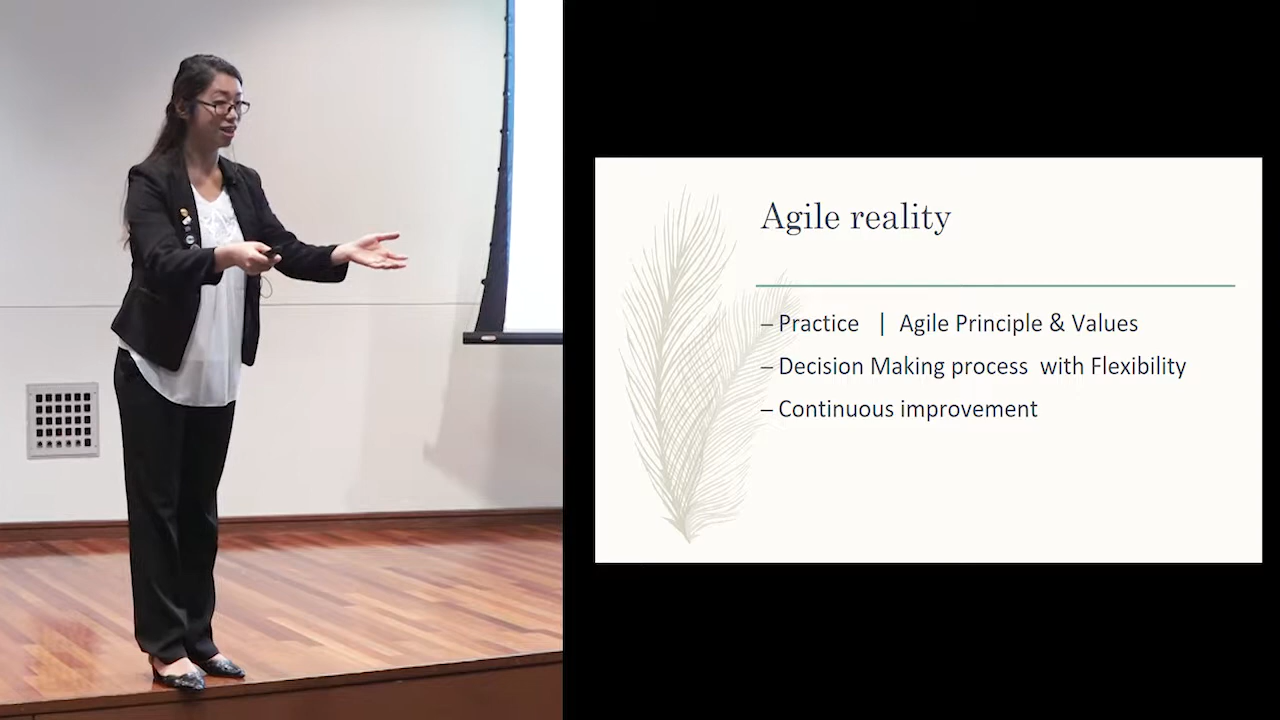 Agile reality
– Practice | Agile Principle & Values
– Decision Making process with Flexibility
– Continuous improvement